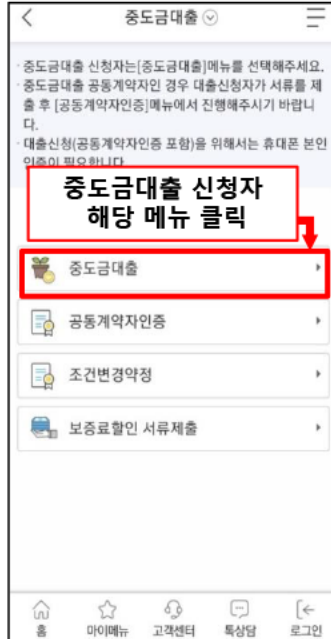 중도금대출
· 중도금대출 신청자는[중도금대출]메뉴를 선택해주세요.
· 중도금대출 공동계약자인 경우 대출신청자가 서류를 제
출 후 [공동계약자인증]메뉴에서 진행해주시기 바랍니
다.
· 대출신청(공동계약자인증 포함)을 위해서는 휴대폰 본인
인증이 필요합니다
중도금대출 신청자
해당 메뉴 클릭
중도금대출
공동계약자인증
조건변경약정
보증료할인 서류제출
홈 마이메뉴 고객센터 톡상담 로그인